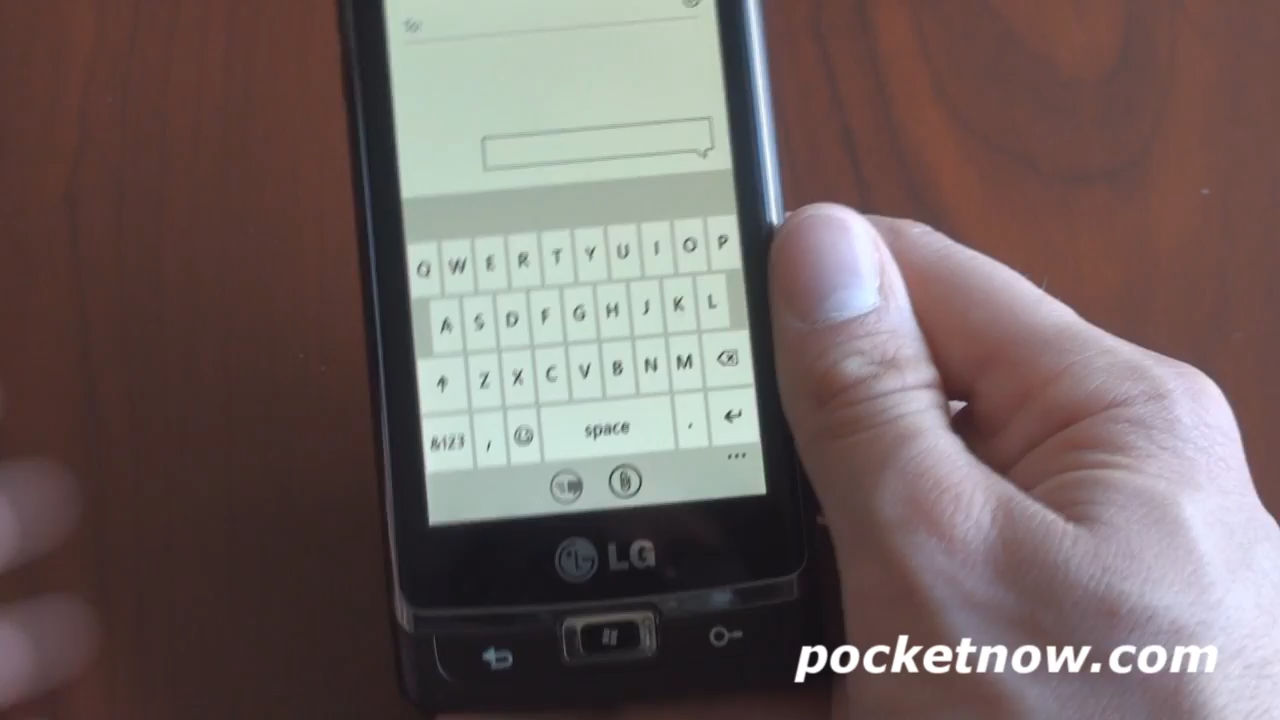 To:
Q W E R T Y U I O P
A S D F G H J K L
Z X C V B N M
&123 , space .
LG
pocketnow.com